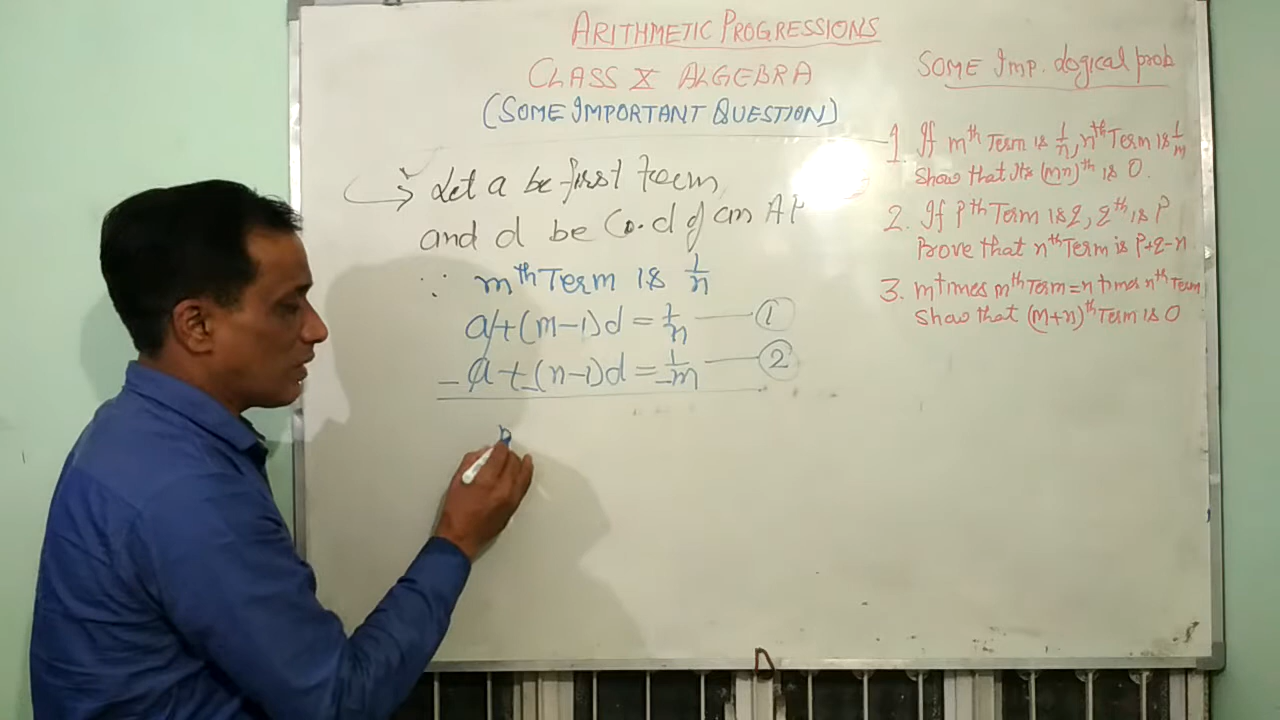 ARITHMETIC PROGRESSIONS
CLASS X ALGEBRA
(SOME IMPORTANT QUESTION)
Let a be first term,
and d be Co.d of an AP
∵ mth Term is 1/n
a+(m-1)d = 1/n — ①
- a +-(n-1)d = -1/m — ②
SOME Imp. Logical prob
1. If mth Term is 1/n, nth Term is 1/m
Show that Its (mn)th is 0.
2. If Pth Term is q, qth is P
Prove that nth Term is P+q-n
3. m times mth Term = n times nth Term
Show that (m+n)th Term is 0